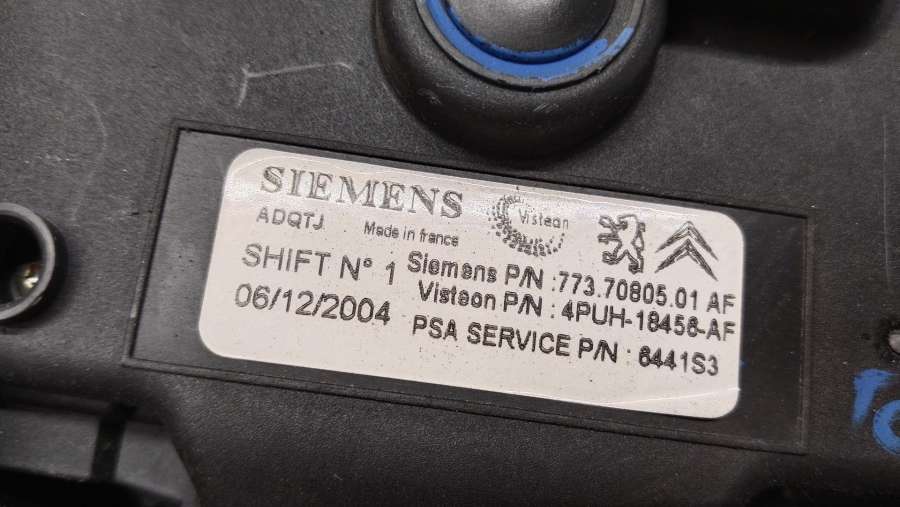 SIEMENS
Visteon
ADQTJ Made in france
SHIFT N° 1
06/12/2004
Siemens P/N :773.70805.01 AF
Visteon P/N : 4PUH-18456-AF
PSA SERVICE P/N : 6441S3